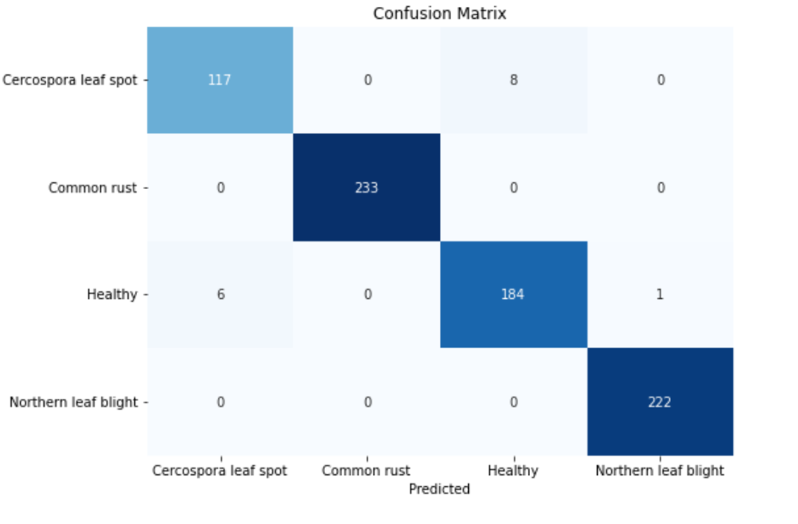 Confusion Matrix
Cercospora leaf spot 117 0 8 0
Common rust 0 233 0 0
Healthy 6 0 184 1
Northern leaf blight 0 0 0 222
Cercospora leaf spot Common rust Healthy Northern leaf blight
Predicted